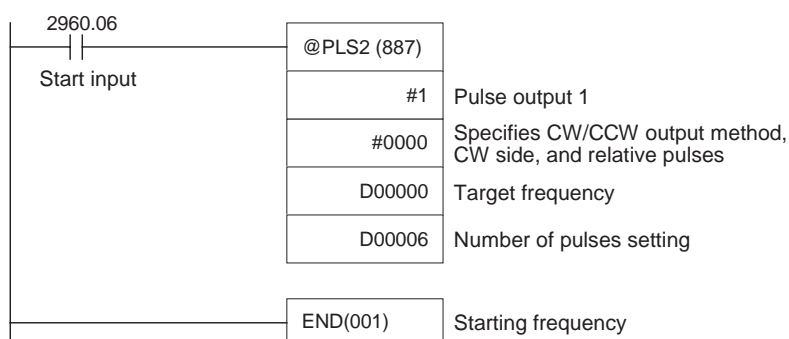 2960.06
@PLS2 (887)
Start input
#1 Pulse output 1
#0000 Specifies CW/CCW output method,
CW side, and relative pulses
D00000 Target frequency
D00006 Number of pulses setting
END(001) Starting frequency